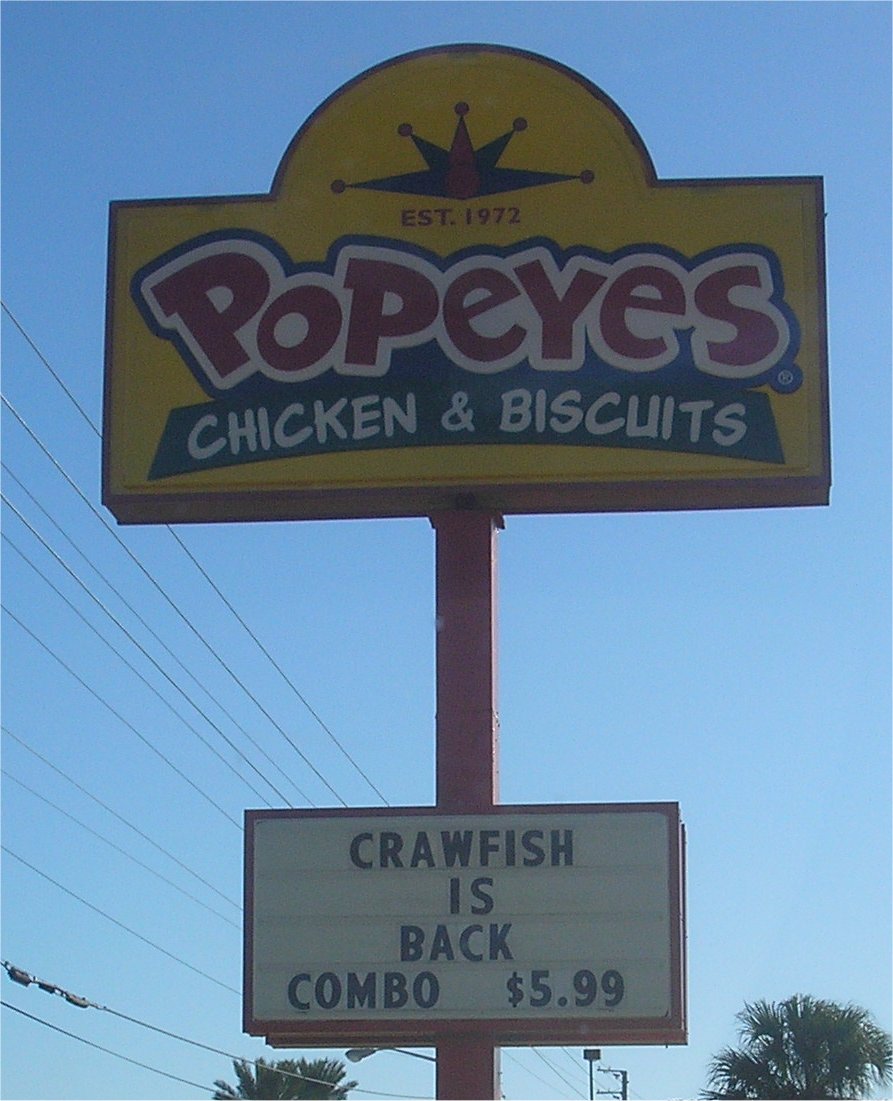 EST. 1972
POPEYES®
CHICKEN & BISCUITS
CRAWFISH
IS
BACK
COMBO $5.99